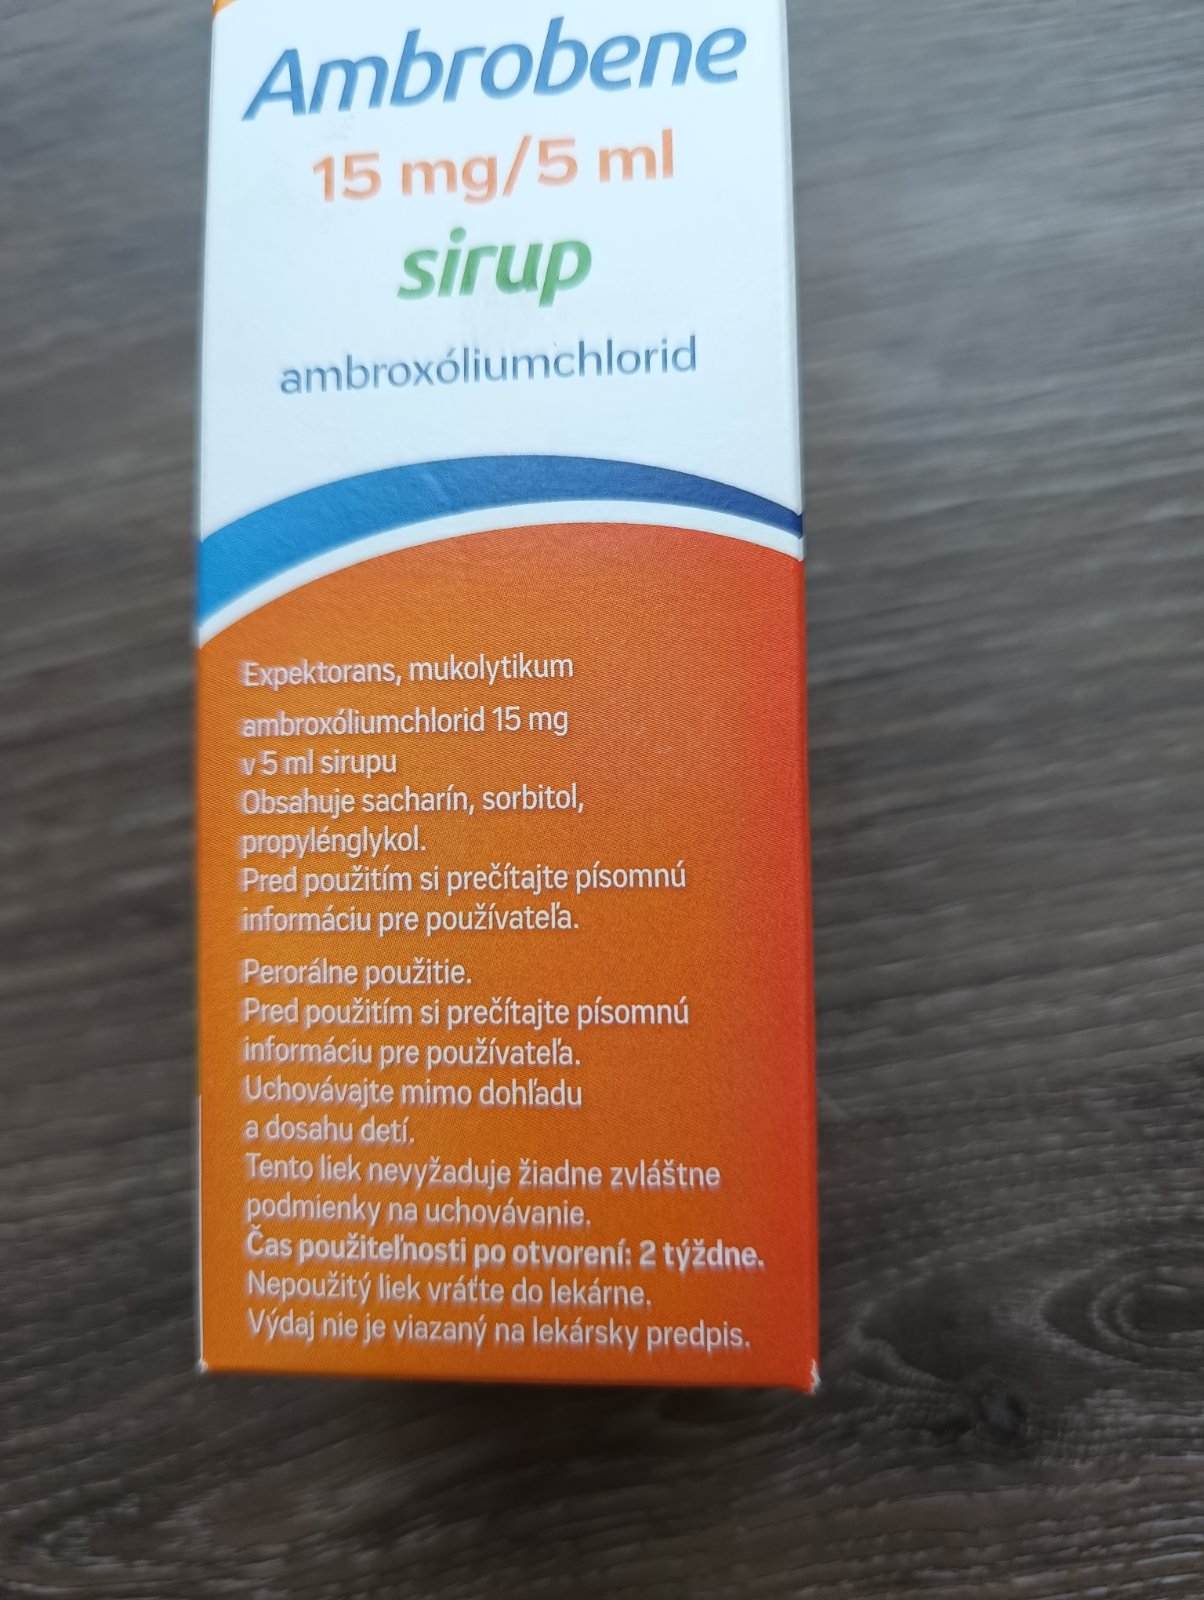 Ambrobene
15 mg/5 ml
sirup
ambroxóliumchlorid
Expektorans, mukolytikum
ambroxóliumchlorid 15 mg
v 5 ml sirupu
Obsahuje sacharín, sorbitol,
propylénglykol.
Pred použitím si prečítajte písomnú
informáciu pre používateľa.
Perorálne použitie.
Pred použitím si prečítajte písomnú
informáciu pre používateľa.
Uchovávajte mimo dohľadu
a dosahu detí.
Tento liek nevyžaduje žiadne zvláštne
podmienky na uchovávanie.
Čas použiteľnosti po otvorení: 2 týždne.
Nepoužitý liek vráťte do lekárne.
Výdaj nie je viazaný na lekársky predpis.